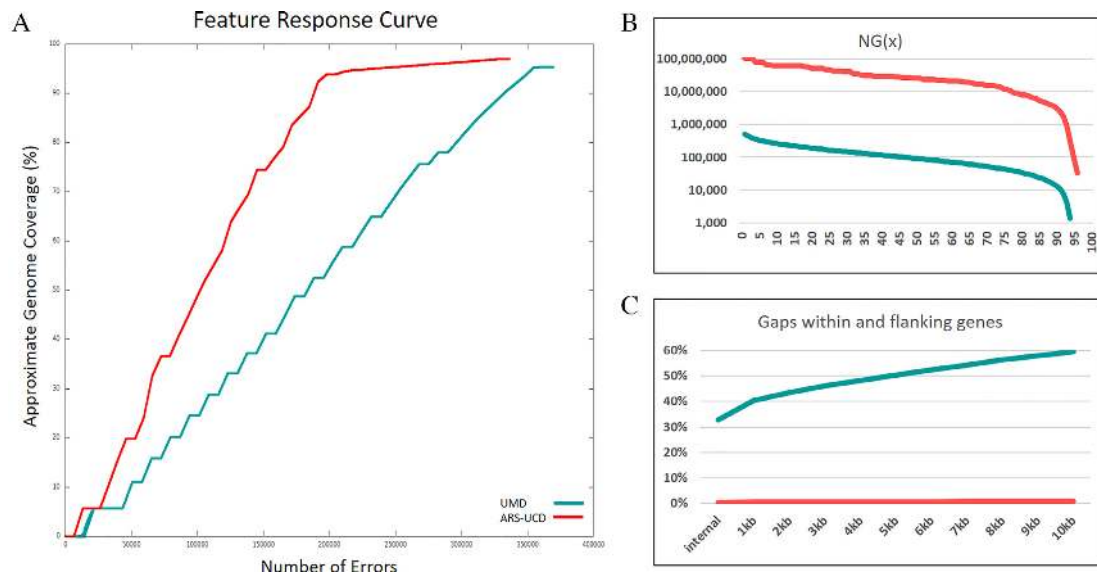 A
Feature Response Curve
Approximate Genome Coverage (%)
100
90
80
70
60
50
40
30
20
10
0
0 50000 100000 150000 200000 250000 300000 350000 400000
Number of Errors
UMD
ARS-UCD
B
NG(x)
100,000,000
10,000,000
1,000,000
100,000
10,000
1,000
0 5 10 15 20 25 30 35 40 45 50 55 60 65 70 75 80 85 90 95 100
C
Gaps within and flanking genes
60%
50%
40%
30%
20%
10%
0%
internal 1kb 2kb 3kb 4kb 5kb 6kb 7kb 8kb 9kb 10kb